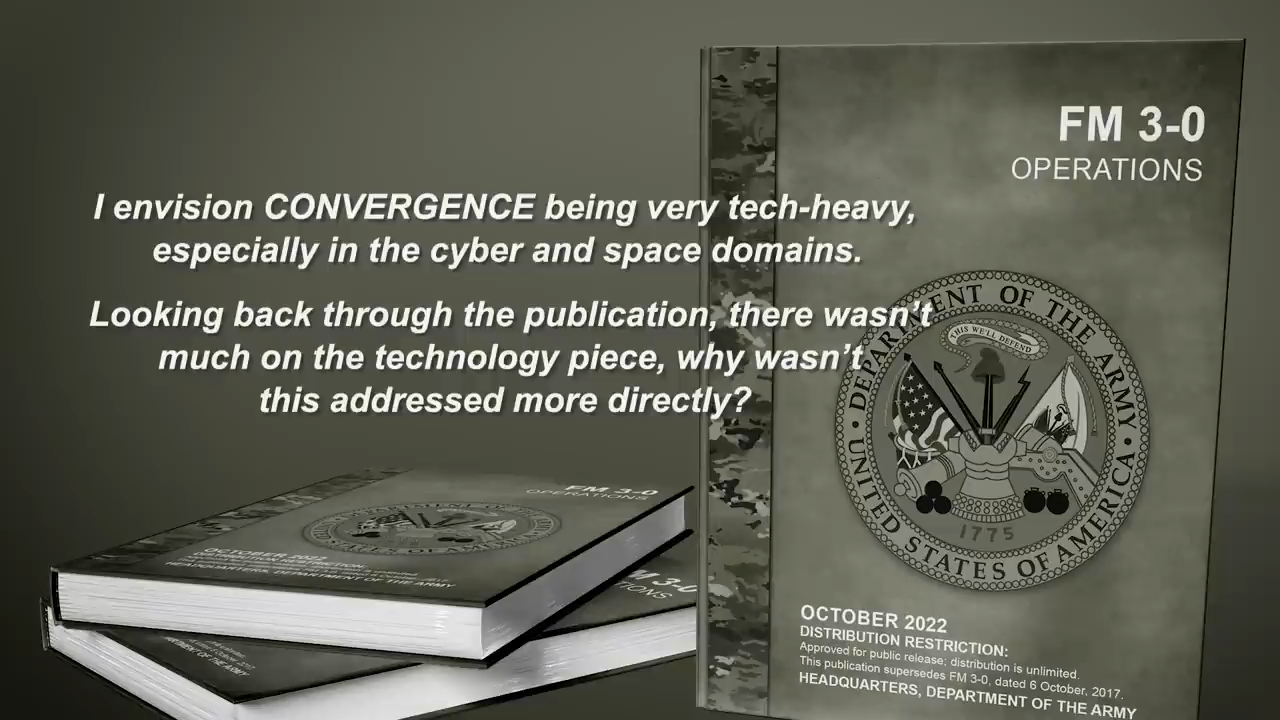 I envision CONVERGENCE being very tech-heavy,
especially in the cyber and space domains.
Looking back through the publication, there wasn't
much on the technology piece, why wasn't
this addressed more directly?
FM 3-0
OPERATIONS
DEPARTMENT OF THE ARMY
THIS WE'LL DEFEND
1775
UNITED STATES OF AMERICA
OCTOBER 2022
DISTRIBUTION RESTRICTION:
Approved for public release; distribution is unlimited.
This publication supersedes FM 3-0, dated 6 October, 2017.
HEADQUARTERS, DEPARTMENT OF THE ARMY
FM 3-0
OPERATIONS
OCTOBER 2022
DISTRIBUTION RESTRICTION:
HEADQUARTERS, DEPARTMENT OF THE ARMY